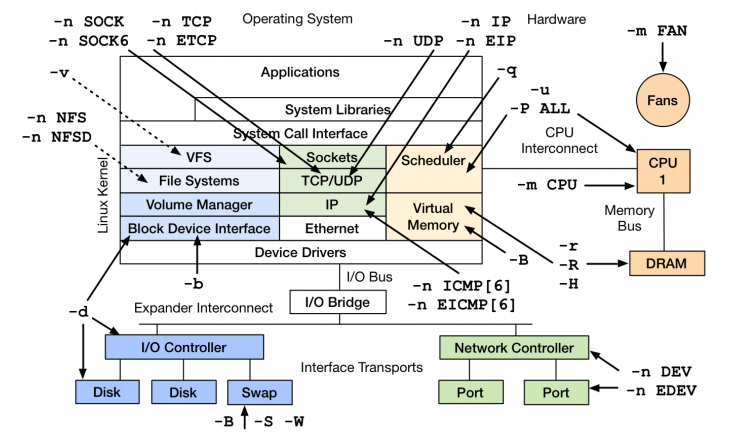 -n SOCK
-n SOCK6
-n TCP
-n ETCP
Operating System
-n UDP
-n IP
-n EIP
Hardware
-m FAN
-v
Applications
-q
Fans
System Libraries
-u
-P ALL
-n NFS
-n NFSD
System Call Interface
CPU
Interconnect
Linux Kernel
VFS
Sockets
Scheduler
CPU
1
File Systems
TCP/UDP
-m CPU
Volume Manager
IP
Virtual
Memory
Memory
Bus
Block Device Interface
Ethernet
Device Drivers
-B
-r
-R
-H
DRAM
-b
I/O Bus
-n ICMP[6]
-n EICMP[6]
I/O Bridge
Expander Interconnect
-d
I/O Controller
Network Controller
Interface Transports
-n DEV
-n EDEV
Disk
Disk
Swap
Port
Port
-B
-S
-W